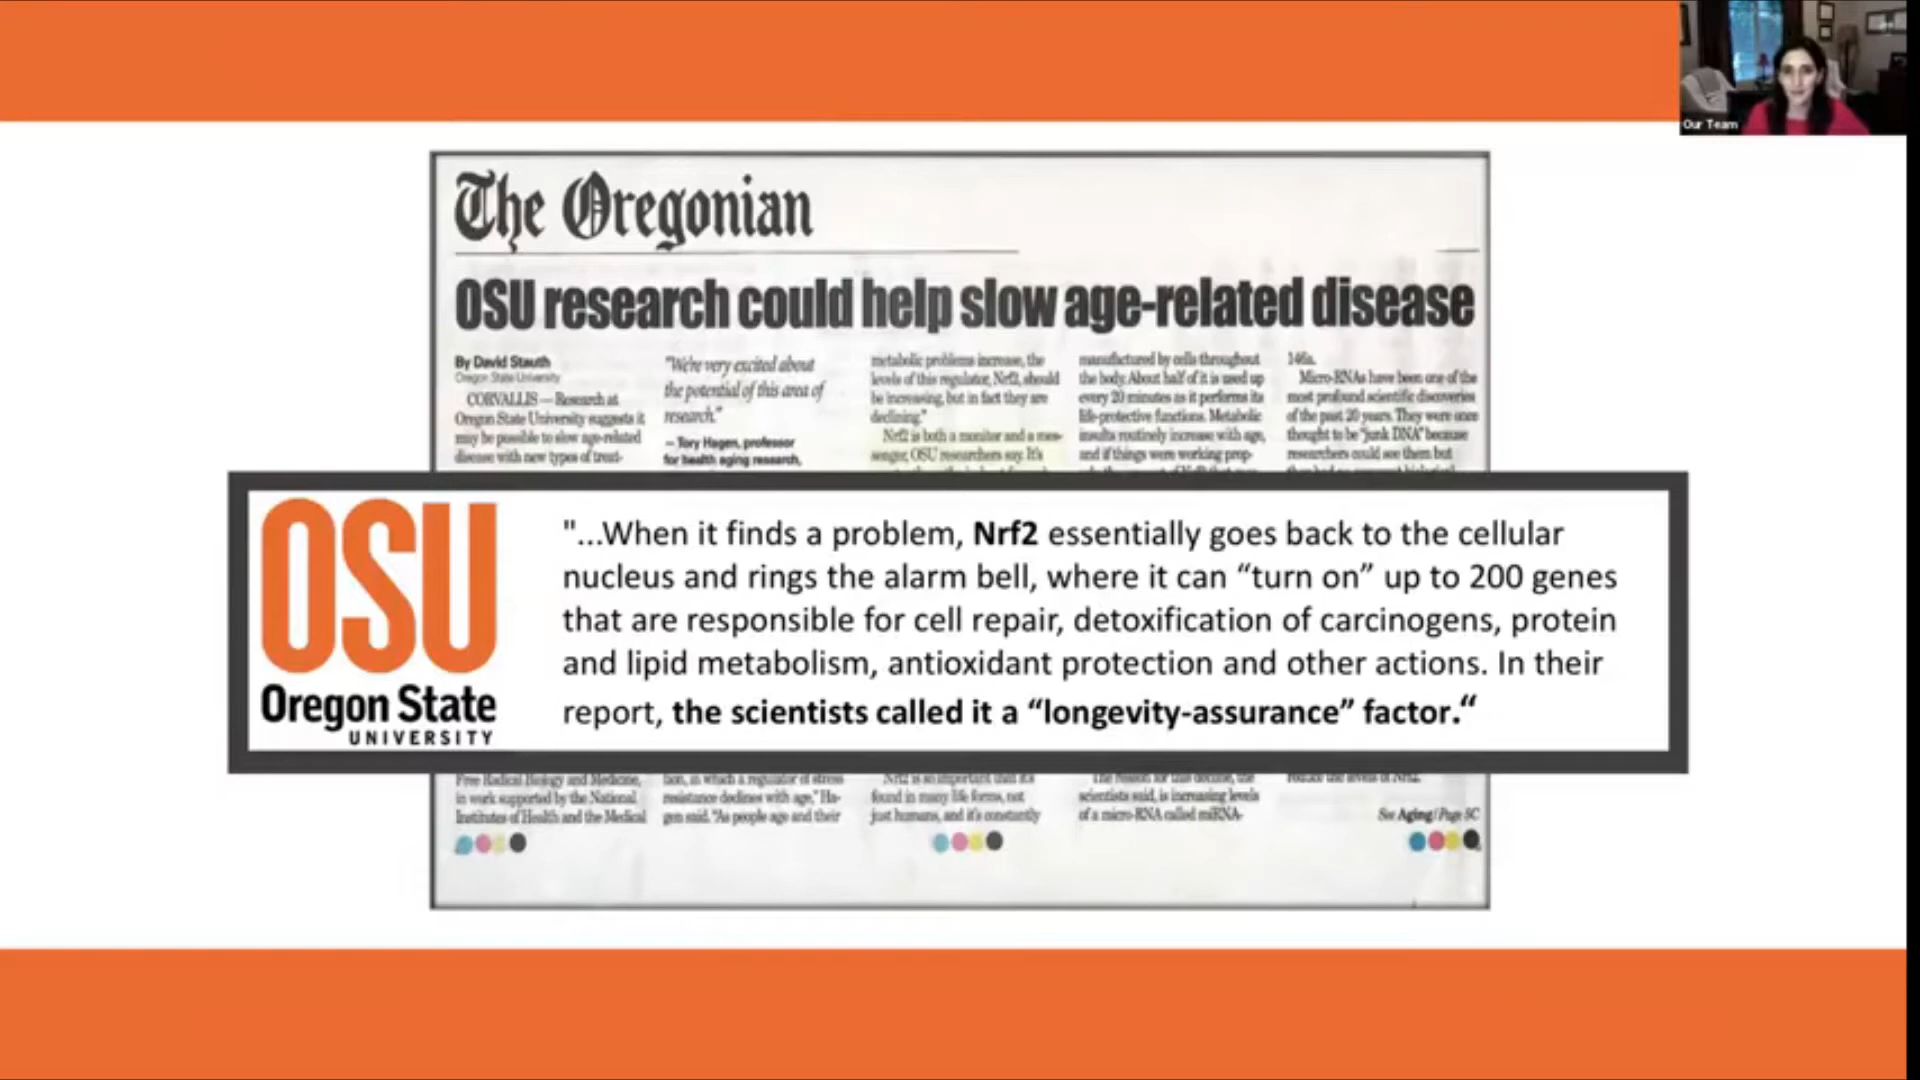 Our Team
The Oregonian
OSU research could help slow age-related disease
By David Stauth
Oregon State University
CORVALLIS — Research at
Oregon State University suggests it
may be possible to slow age-related
disease with new types of treat-
"We're very excited about
the potential of this area of
research."
– Tory Hagen, professor
for health aging research,
metabolic problems increase, the
levels of this regulator, Nrf2, should
be increasing, but in fact they are
declining."
Nrf2 is both a monitor and a mes-
senger, OSU researchers say. It's
manufactured by cells throughout
the body. About half of it is used up
every 20 minutes as it performs its
life-protective functions. Metabolic
insults routinely increase with age,
and if things were working prop-
146a.
Micro-RNAs have been one of the
most profound scientific discoveries
of the past 20 years. They were once
thought to be "junk DNA" because
researchers could see them but
OSU
Oregon State
UNIVERSITY
"...When it finds a problem, Nrf2 essentially goes back to the cellular
nucleus and rings the alarm bell, where it can “turn on” up to 200 genes
that are responsible for cell repair, detoxification of carcinogens, protein
and lipid metabolism, antioxidant protection and other actions. In their
report, the scientists called it a “longevity-assurance” factor.“
Free Radical Biology and Medicine,
in work supported by the National
Institutes of Health and the Medical
tion, in which a regulator of stress
resistance declines with age," Ha-
gen said. "As people age and their
Nrf2 is so important that it's
found in many life forms, not
just humans, and it's constantly
The reason for this decline, the
scientists said, is increasing levels
of a micro-RNA called miRNA-
reduce the levels of Nrf2.
See Aging/Page 8C